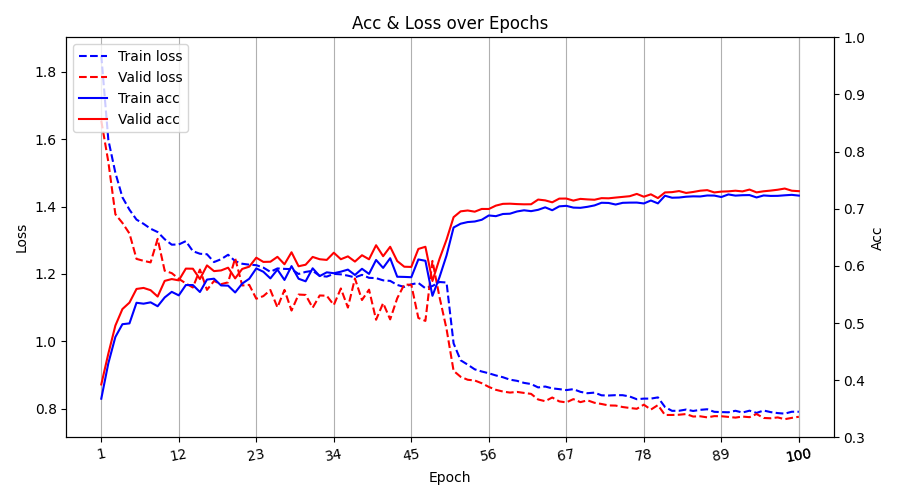 Acc & Loss over Epochs
Train loss
Valid loss
Train acc
Valid acc
Loss
1.8
1.6
1.4
1.2
1.0
0.8
Acc
1.0
0.9
0.8
0.7
0.6
0.5
0.4
0.3
1 12 23 34 45 56 67 78 89 100
Epoch